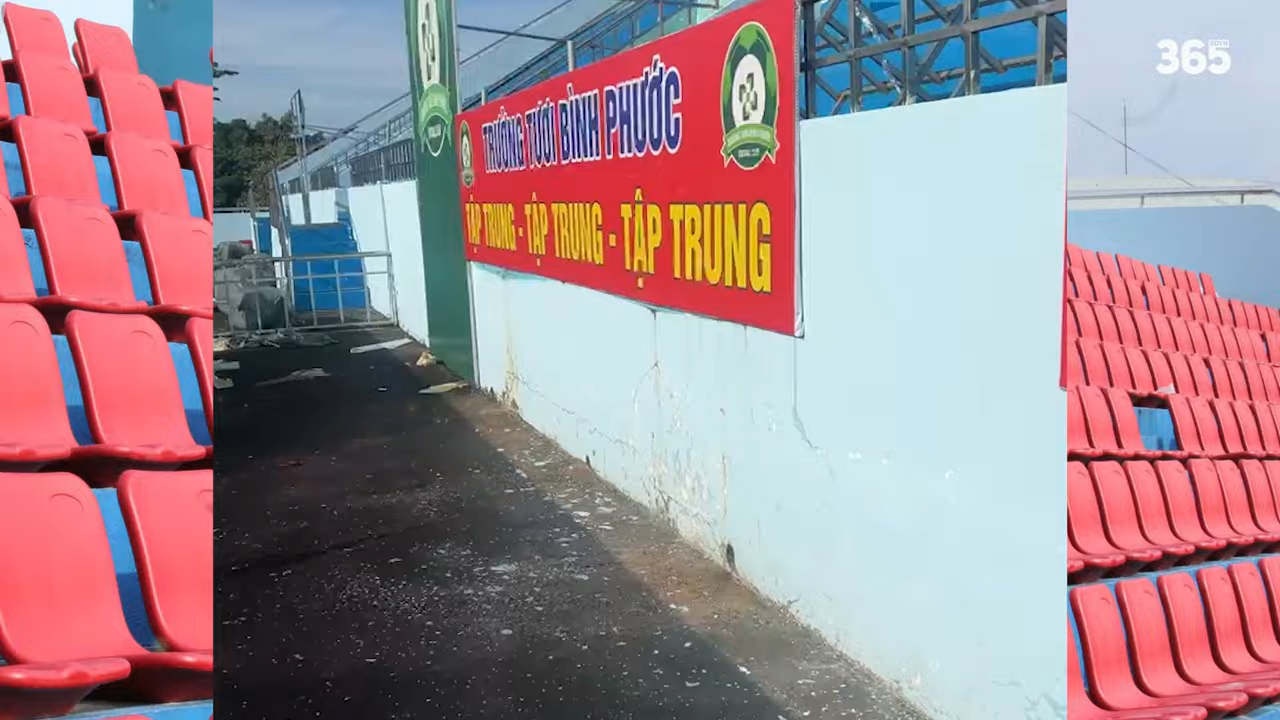 365
TRƯỜNG TƯƠI BÌNH PHƯỚC
TẬP TRUNG - TẬP TRUNG - TẬP TRUNG